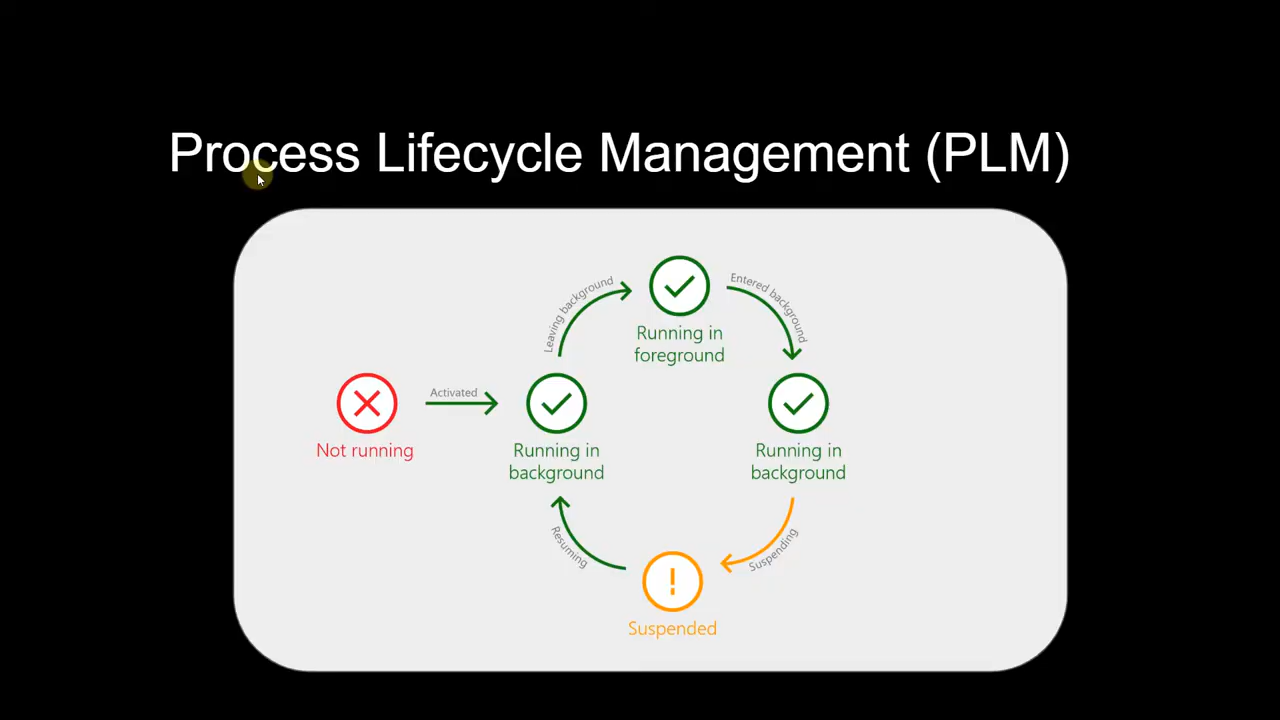 Process Lifecycle Management (PLM)
Leaving background
Entered background
Running in
foreground
Activated
Not running
Running in
background
Running in
background
Resuming
Suspending
Suspended